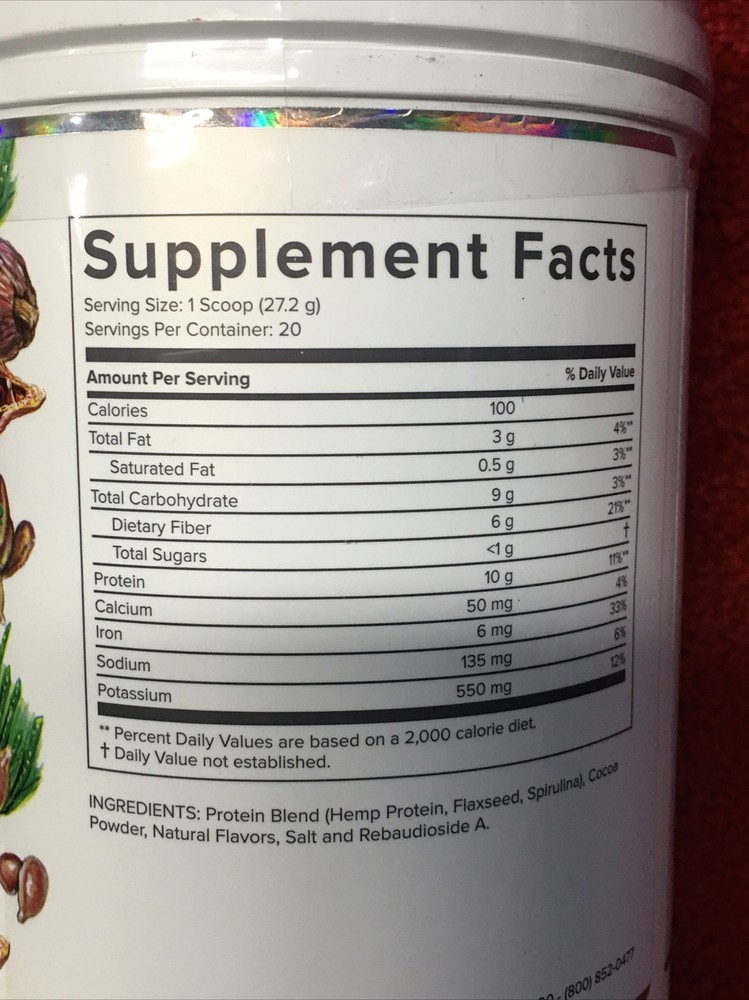 Supplement Facts
Serving Size: 1 Scoop (27.2 g)
Servings Per Container: 20
Amount Per Serving % Daily Value
Calories 100
Total Fat 3 g 4%**
Saturated Fat 0.5 g 3%**
Total Carbohydrate 9 g 3%**
Dietary Fiber 6 g 21%**
Total Sugars <1 g †
Protein 10 g 11%**
Calcium 50 mg 4%
Iron 6 mg 33%
Sodium 135 mg 6%
Potassium 550 mg 12%
** Percent Daily Values are based on a 2,000 calorie diet.
† Daily Value not established.
INGREDIENTS: Protein Blend (Hemp Protein, Flaxseed, Spirulina), Cocoa
Powder, Natural Flavors, Salt and Rebaudioside A.
- (800) 852-0477